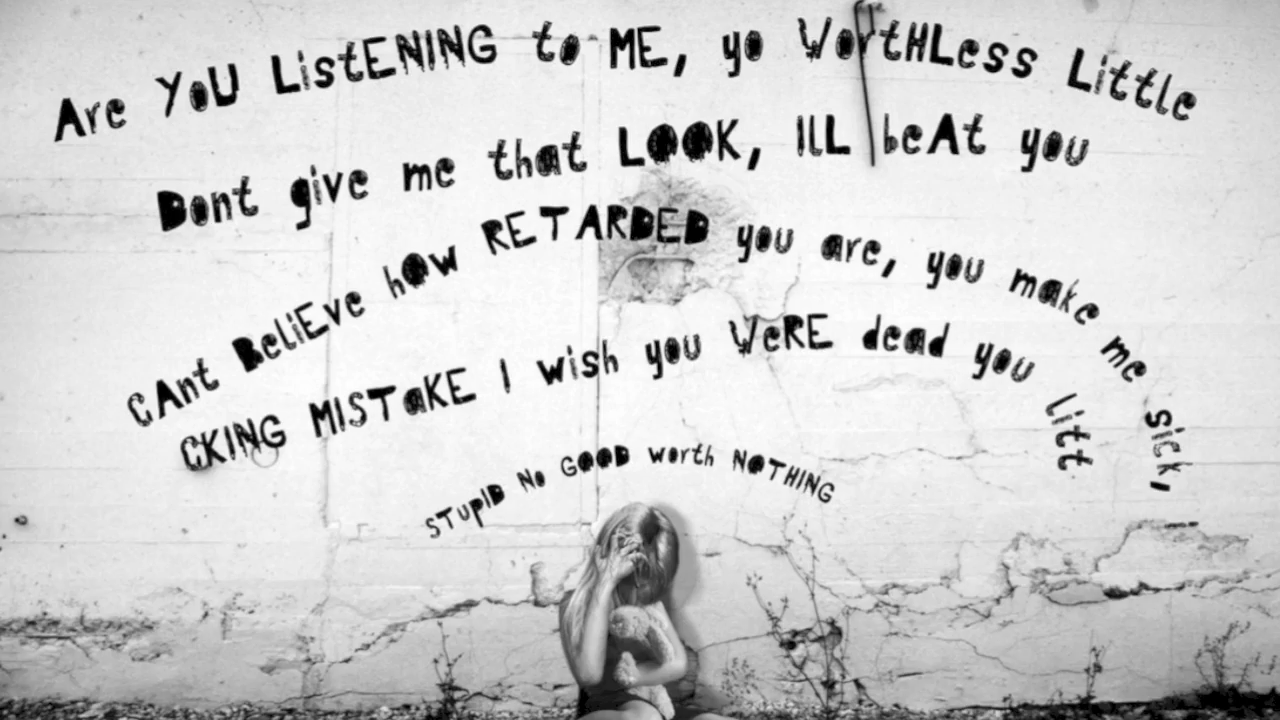 Are YoU ListENING to ME, yo WortHLess Little
Dont give me that LOOK, ILL beAt you
CAnt BeliEve hOw RETARDED you are, you make me sick, I
CKING MISTaKE I wish you WeRE dead you litt
STupID No GOOD worth NOTHING